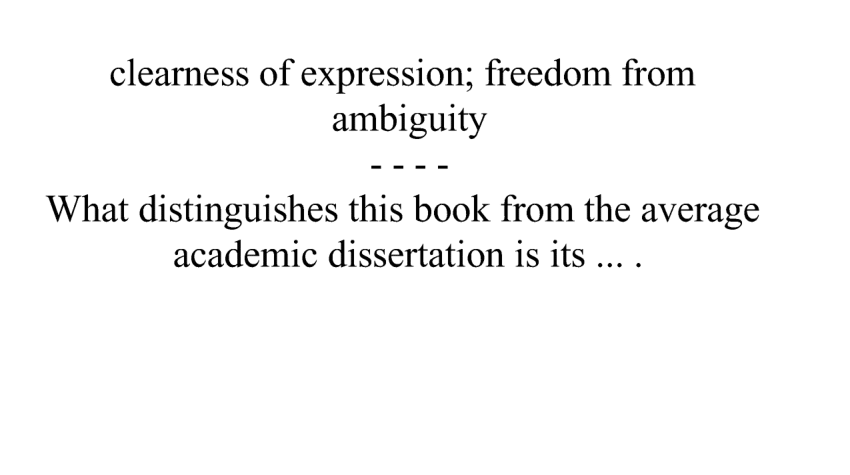 clearness of expression; freedom from
ambiguity
- - - -
What distinguishes this book from the average
academic dissertation is its ... .